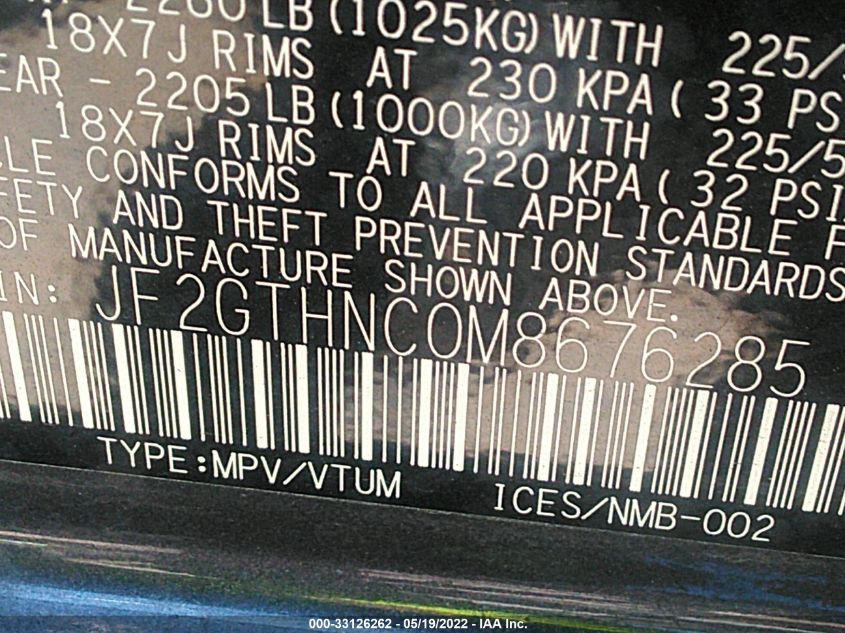 2260 LB (1025KG) WITH 225/
18X7J RIMS AT 230 KPA ( 33 PS
EAR - 2205 LB (1000KG) WITH 225/5
18X7J RIMS AT 220 KPA ( 32 PSI
CLE CONFORMS TO ALL APPLICABLE F
FETY AND THEFT PREVENTION STANDARDS
OF MANUFACTURE SHOWN ABOVE.
IN: JF2GTHNC0M8676285
TYPE:MPV/VTUM ICES/NMB-002
000-33126262 - 05/19/2022 - IAA Inc.